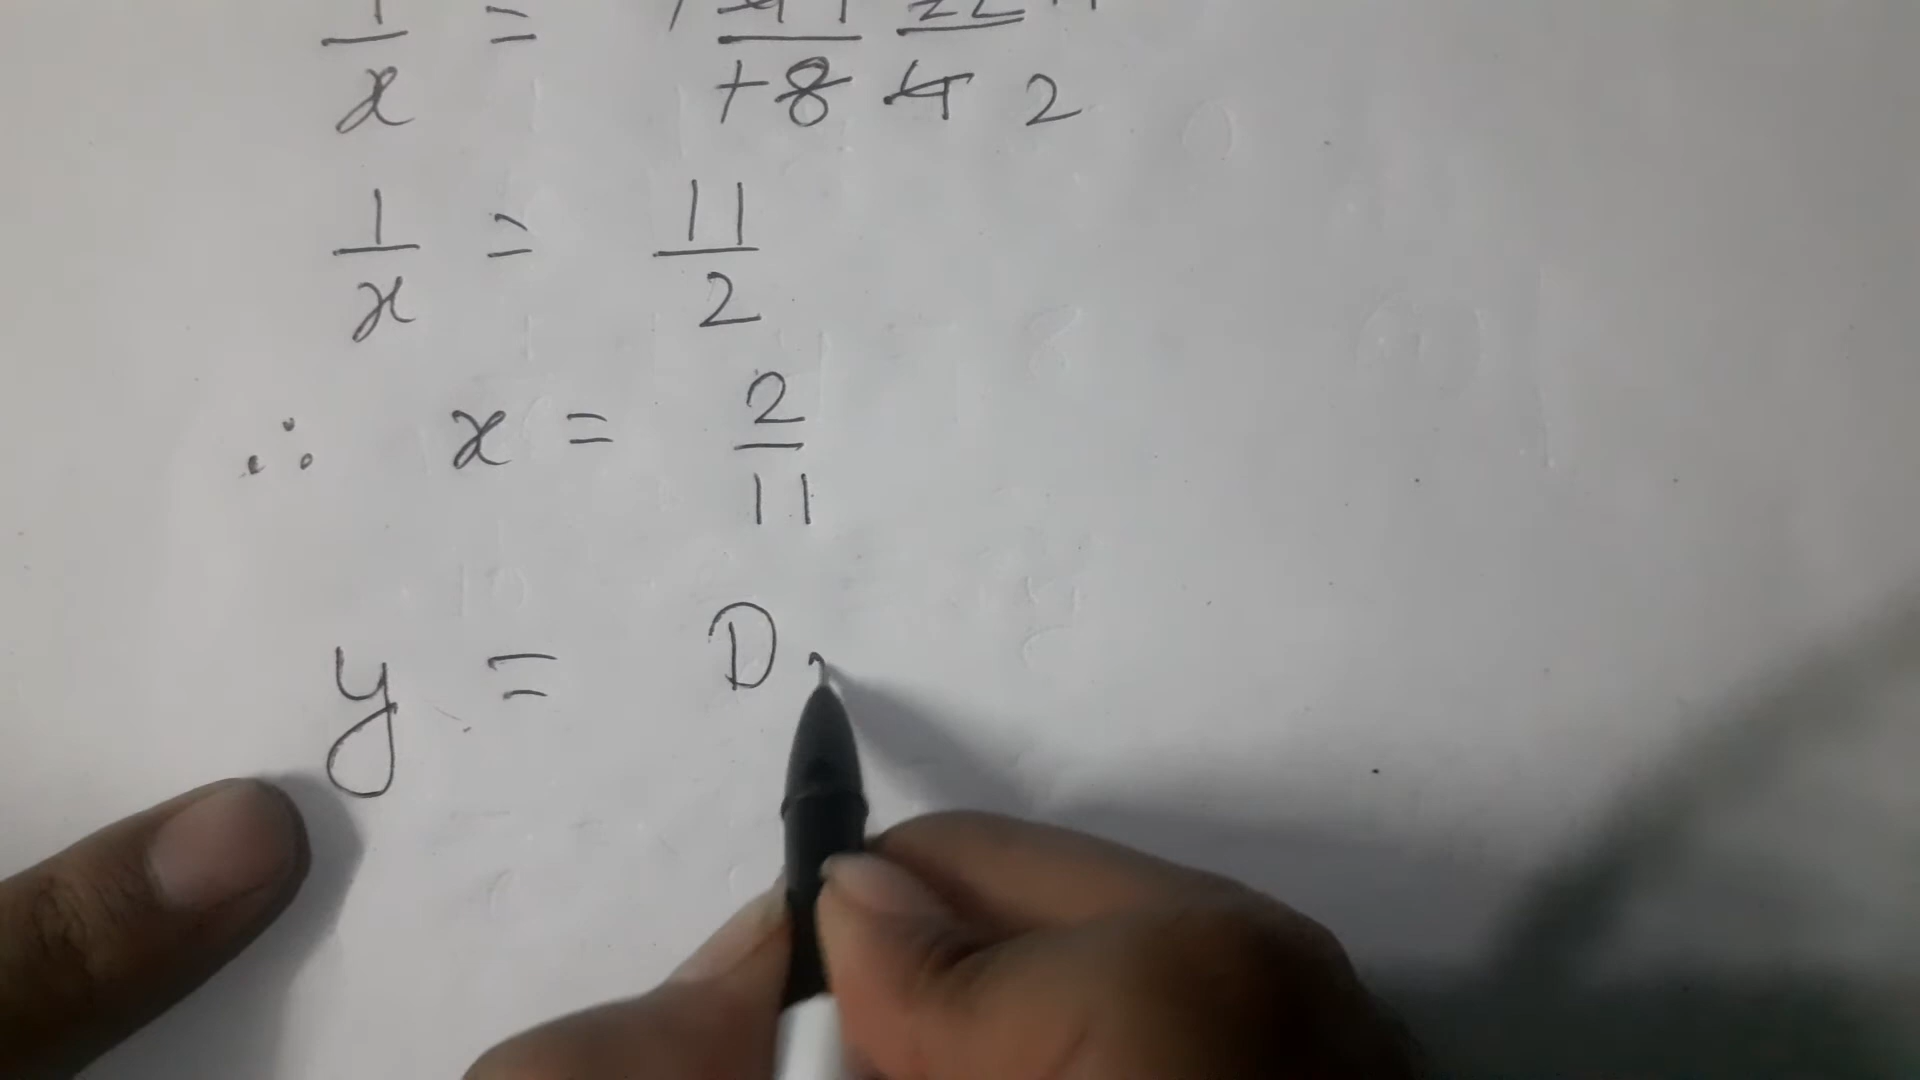 1/x =
+8 4 2
1/x = 11/2
∴ x = 2/11
y = D